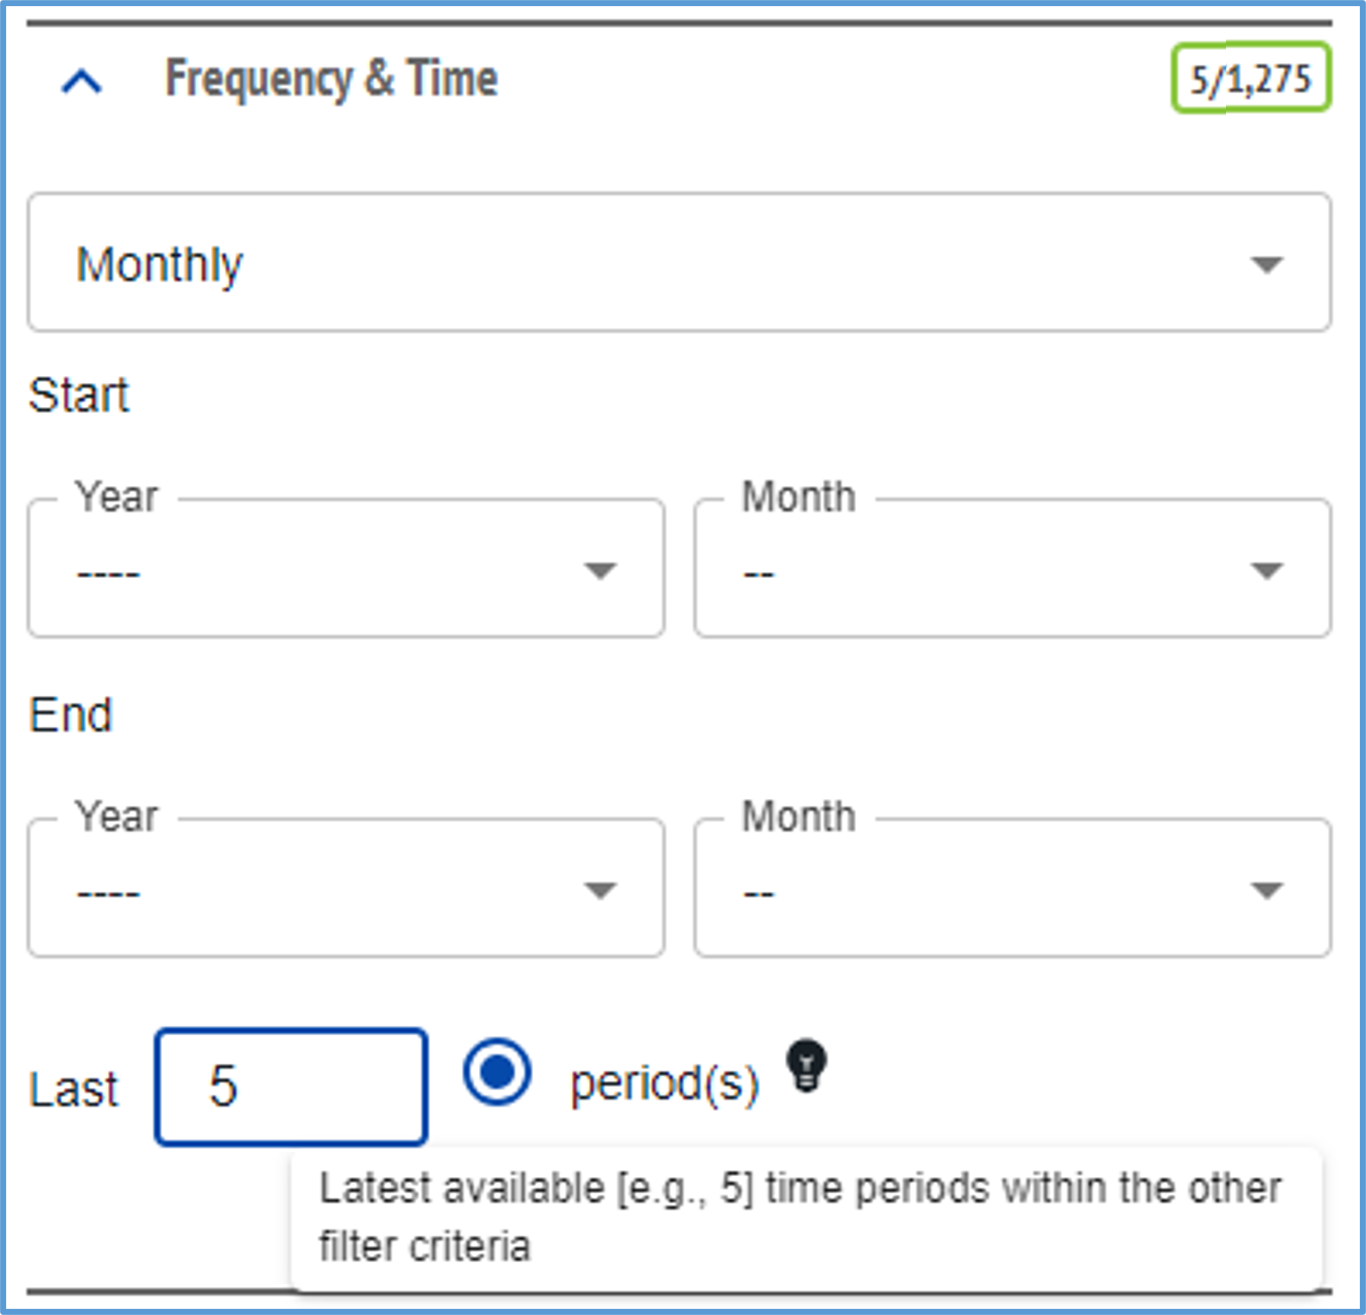 Frequency & Time 5/1,275
Monthly
Start
Year Month
---- --
End
Year Month
---- --
Last 5 period(s)
Latest available [e.g., 5] time periods within the other
filter criteria